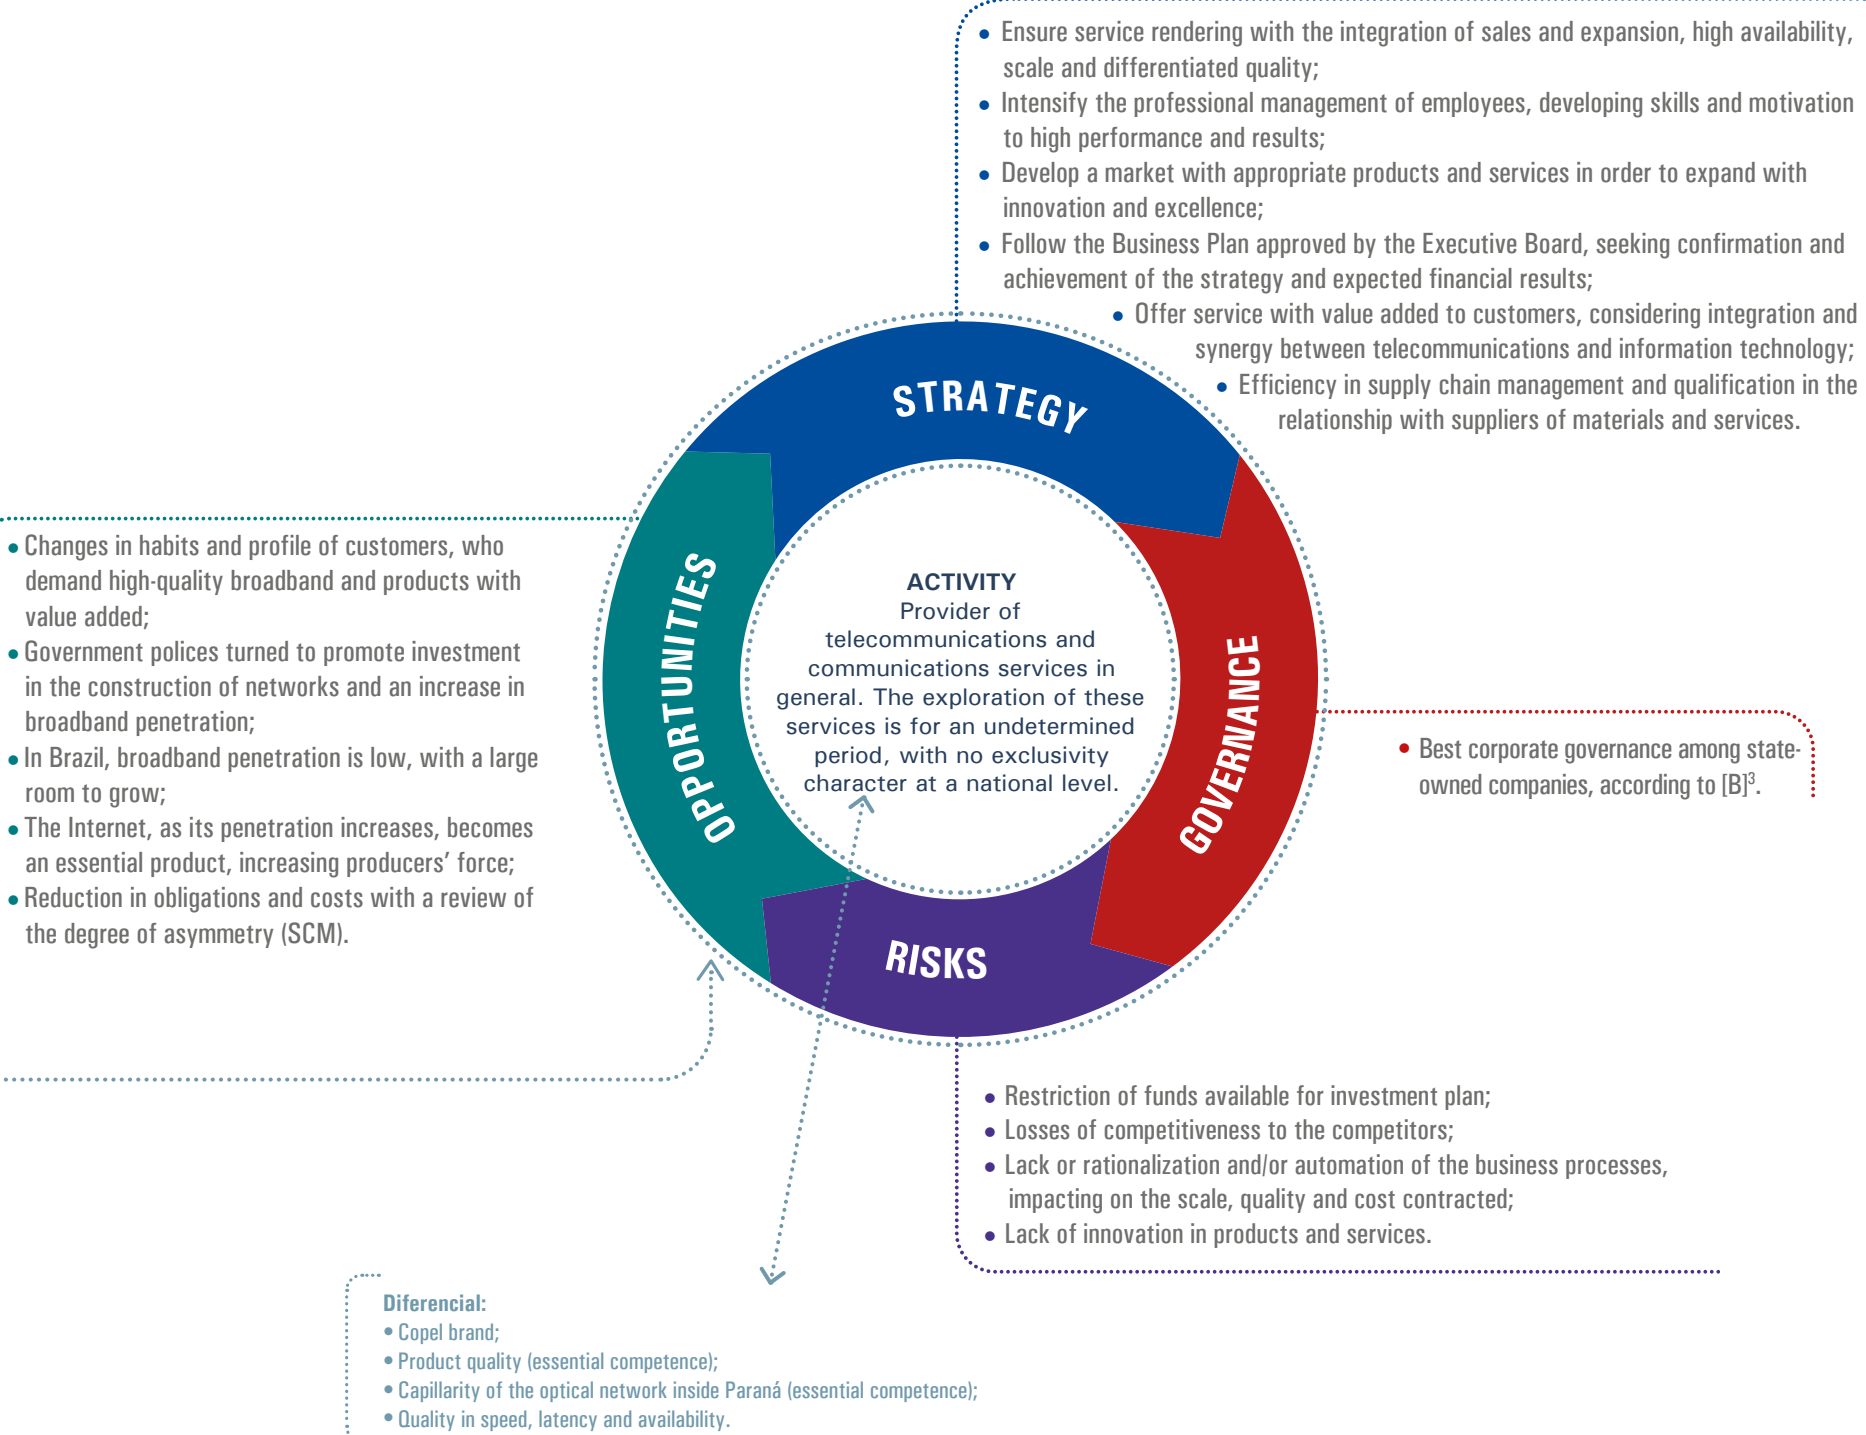 • Ensure service rendering with the integration of sales and expansion, high availability,
scale and differentiated quality;
• Intensify the professional management of employees, developing skills and motivation
to high performance and results;
• Develop a market with appropriate products and services in order to expand with
innovation and excellence;
• Follow the Business Plan approved by the Executive Board, seeking confirmation and
achievement of the strategy and expected financial results;
• Offer service with value added to customers, considering integration and
synergy between telecommunications and information technology;
• Efficiency in supply chain management and qualification in the
relationship with suppliers of materials and services.
STRATEGY
• Changes in habits and profile of customers, who
demand high-quality broadband and products with
value added;
• Government polices turned to promote investment
in the construction of networks and an increase in
broadband penetration;
• In Brazil, broadband penetration is low, with a large
room to grow;
• The Internet, as its penetration increases, becomes
an essential product, increasing producers’ force;
• Reduction in obligations and costs with a review of
the degree of asymmetry (SCM).
OPPORTUNITIES
ACTIVITY
Provider of
telecommunications and
communications services in
general. The exploration of these
services is for an undetermined
period, with no exclusivity
character at a national level.
GOVERNANCE
• Best corporate governance among state-
owned companies, according to [B]³.
RISKS
• Restriction of funds available for investment plan;
• Losses of competitiveness to the competitors;
• Lack or rationalization and/or automation of the business processes,
impacting on the scale, quality and cost contracted;
• Lack of innovation in products and services.
Diferencial:
• Copel brand;
• Product quality (essential competence);
• Capillarity of the optical network inside Paraná (essential competence);
• Quality in speed, latency and availability.